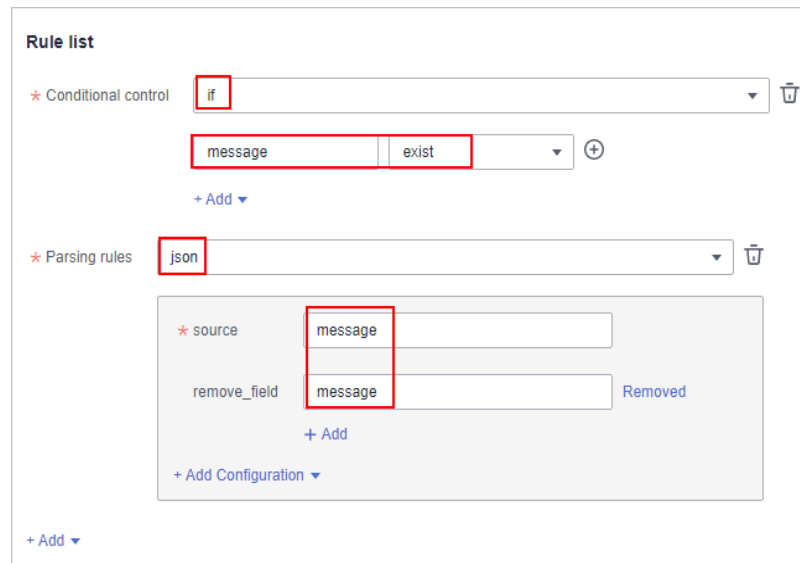 Rule list
* Conditional control if
message exist
+ Add
* Parsing rules json
* source message
remove_field message Removed
+ Add
+ Add Configuration
+ Add